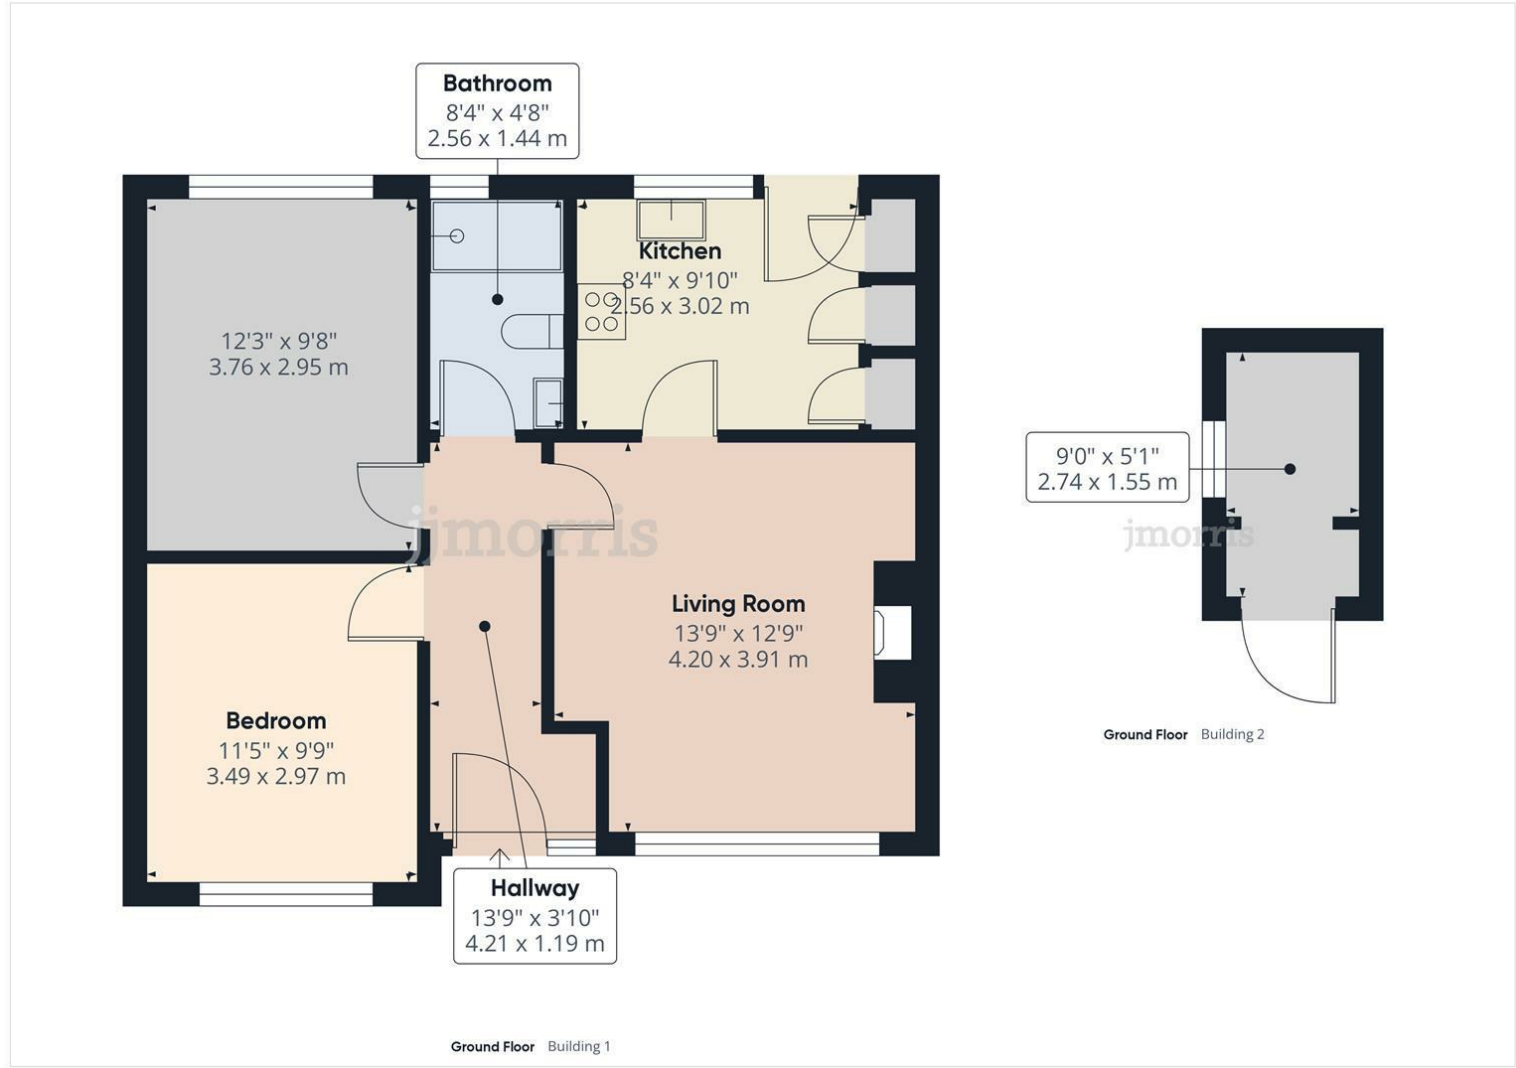 Bathroom
8'4" x 4'8"
2.56 x 1.44 m
Kitchen
8'4" x 9'10"
2.56 x 3.02 m
12'3" x 9'8"
3.76 x 2.95 m
9'0" x 5'1"
2.74 x 1.55 m
jjmorris
jjmorris
Living Room
13'9" x 12'9"
4.20 x 3.91 m
Bedroom
11'5" x 9'9"
3.49 x 2.97 m
Ground Floor Building 2
Hallway
13'9" x 3'10"
4.21 x 1.19 m
Ground Floor Building 1